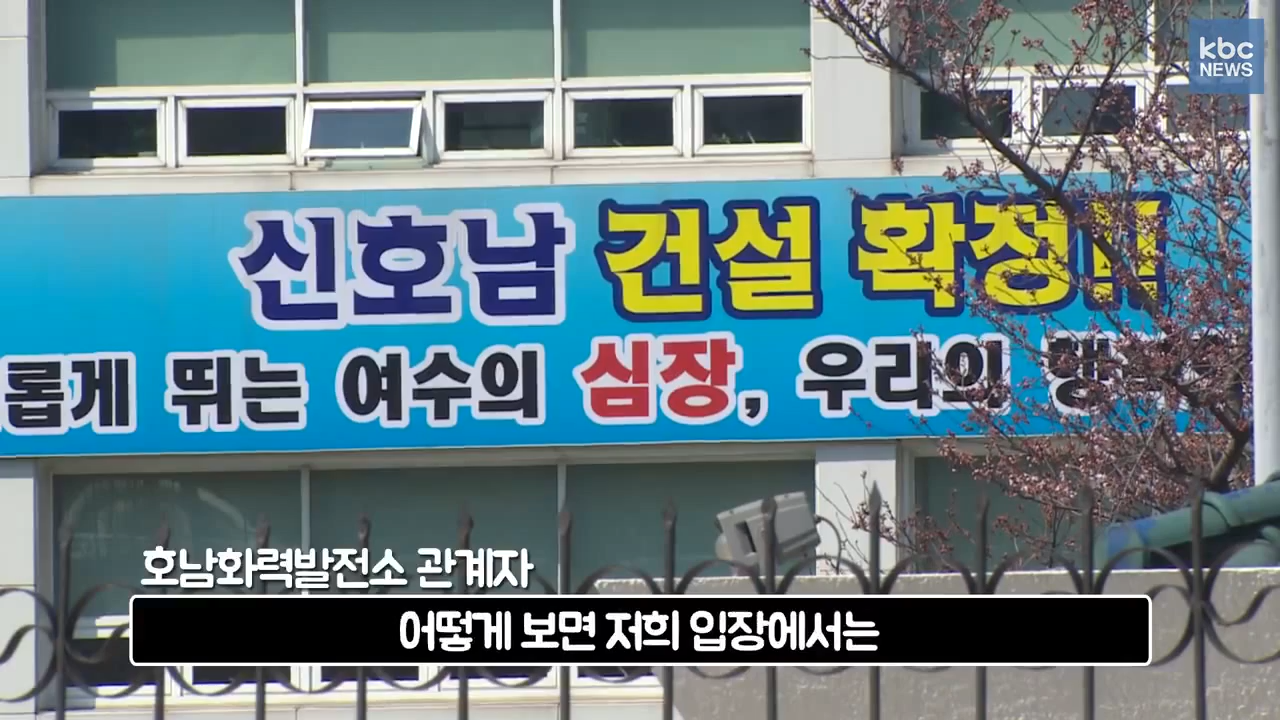 kbc
NEWS
신호남 건설 확정!!
롭게 뛰는 여수의 심장, 우리의
호남화력발전소 관계자
어떻게 보면 저희 입장에서는